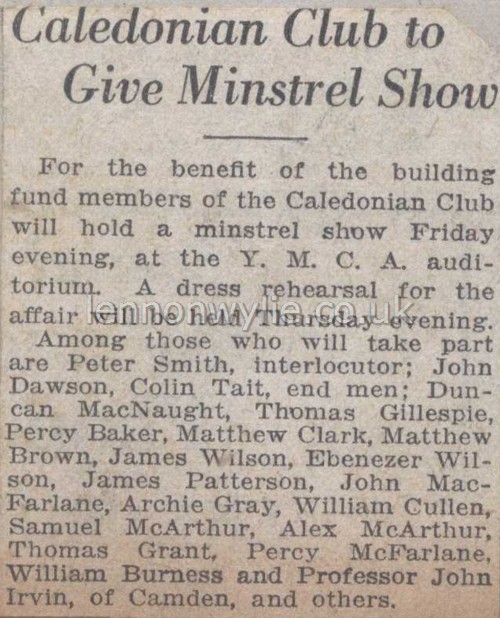 Caledonian Club to
Give Minstrel Show
For the benefit of the building
fund members of the Caledonian Club
will hold a minstrel show Friday
evening, at the Y. M. C. A. audi-
torium. A dress rehearsal for the
affair will be held Thursday evening.
lennonwylie.co.uk
Among those who will take part
are Peter Smith, interlocutor; John
Dawson, Colin Tait, end men; Dun-
can MacNaught, Thomas Gillespie,
Percy Baker, Matthew Clark, Matthew
Brown, James Wilson, Ebenezer Wil-
son, James Patterson, John Mac-
Farlane, Archie Gray, William Cullen,
Samuel McArthur, Alex McArthur,
Thomas Grant, Percy McFarlane,
William Burness and Professor John
Irvin, of Camden, and others.